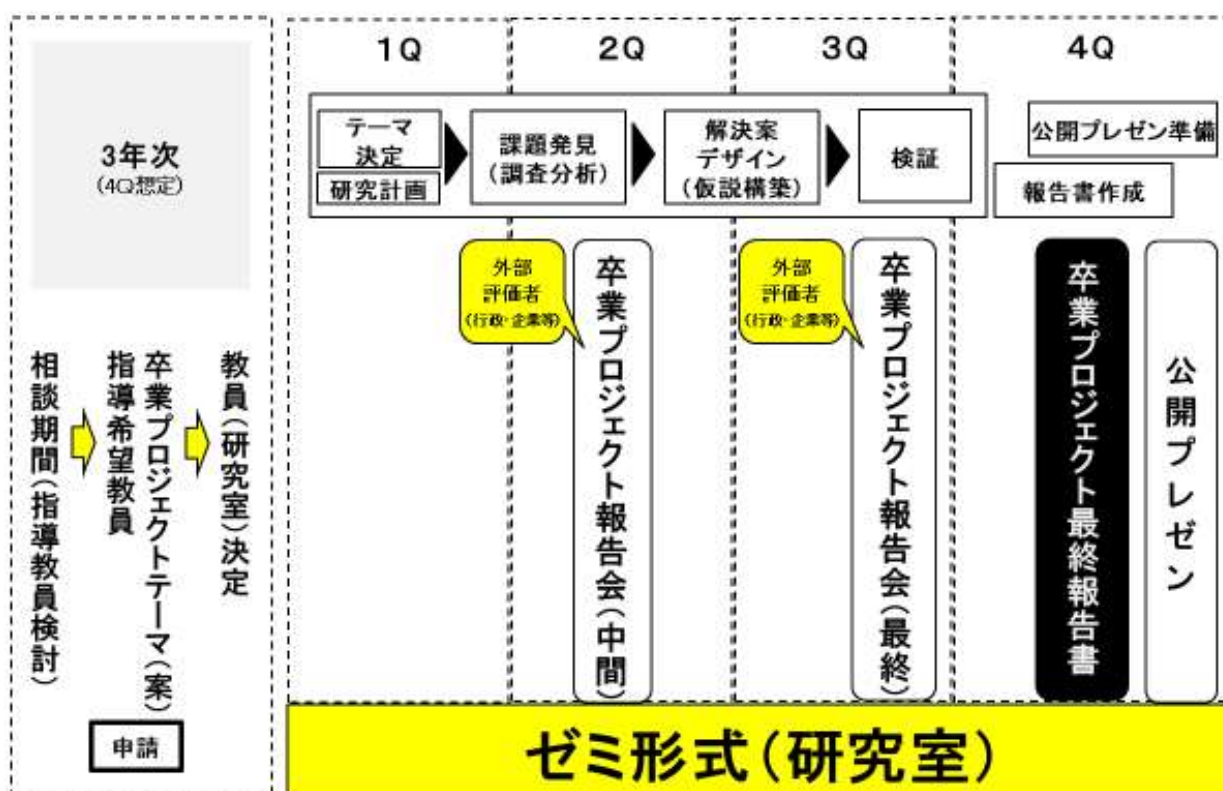 3年次
(4Q想定)
相談期間(指導教員検討)
卒業プロジェクトテーマ(案)
指導希望教員
教員(研究室)決定
申請
1Q
2Q
3Q
4Q
テーマ
決定
研究計画
課題発見
(調査分析)
解決案
デザイン
(仮説構築)
検証
公開プレゼン準備
報告書作成
外部
評価者
(行政・企業等)
卒業プロジェクト報告会(中間)
外部
評価者
(行政・企業等)
卒業プロジェクト報告会(最終)
卒業プロジェクト最終報告書
公開プレゼン
ゼミ形式(研究室)